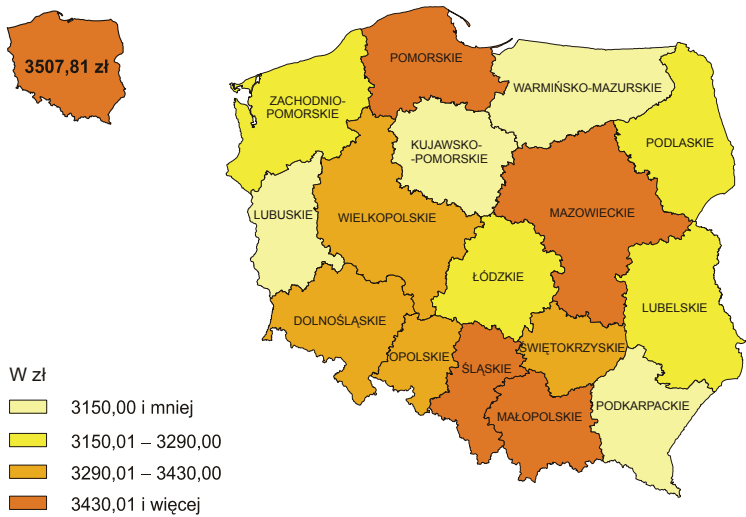 3507,81 zł
POMORSKIE
WARMIŃSKO-MAZURSKIE
ZACHODNIO-
POMORSKIE
KUJAWSKO-
-POMORSKIE
PODLASKIE
LUBUSKIE
WIELKOPOLSKIE
MAZOWIECKIE
ŁÓDZKIE
LUBELSKIE
DOLNOŚLĄSKIE
OPOLSKIE
ŚLĄSKIE
ŚWIĘTOKRZYSKIE
MAŁOPOLSKIE
PODKARPACKIE
W zł
3150,00 i mniej
3150,01 – 3290,00
3290,01 – 3430,00
3430,01 i więcej